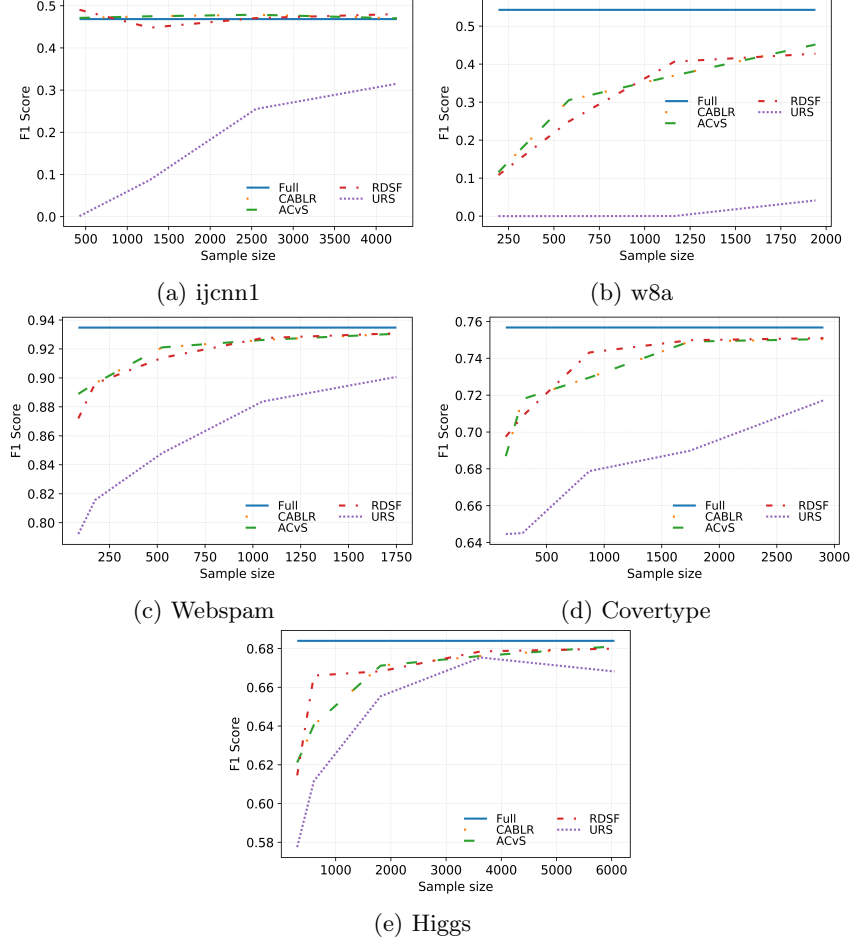 0.5
0.4
0.3
0.2
0.1
0.0
F1 Score
500 1000 1500 2000 2500 3000 3500 4000
Sample size
Full
CABLR
ACvS
RDSF
URS
(a) ijcnn1
0.5
0.4
0.3
0.2
0.1
0.0
F1 Score
250 500 750 1000 1250 1500 1750 2000
Sample size
Full
CABLR
ACvS
RDSF
URS
(b) w8a
0.94
0.92
0.90
0.88
0.86
0.84
0.82
0.80
F1 Score
250 500 750 1000 1250 1500 1750
Sample size
Full
CABLR
ACvS
RDSF
URS
(c) Webspam
0.76
0.74
0.72
0.70
0.68
0.66
0.64
F1 Score
500 1000 1500 2000 2500 3000
Sample size
Full
CABLR
ACvS
RDSF
URS
(d) Covertype
0.68
0.66
0.64
0.62
0.60
0.58
F1 Score
1000 2000 3000 4000 5000 6000
Sample size
Full
CABLR
ACvS
RDSF
URS
(e) Higgs